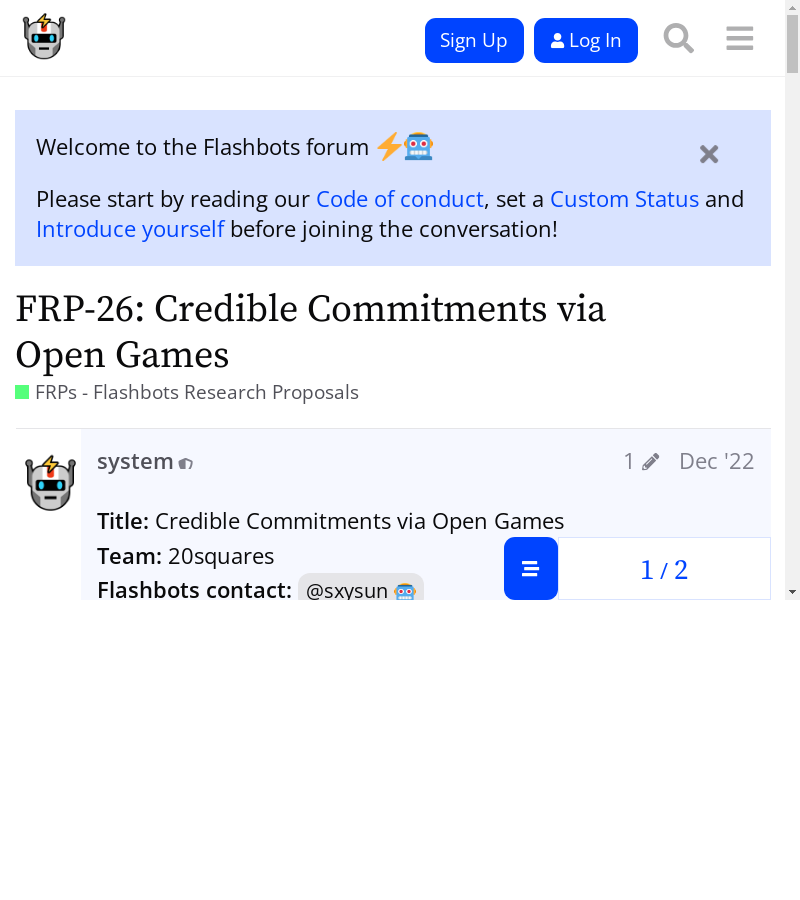 Sign Up
Log In
Welcome to the Flashbots forum
Please start by reading our Code of conduct, set a Custom Status and
Introduce yourself before joining the conversation!
FRP-26: Credible Commitments via
Open Games
FRPs - Flashbots Research Proposals
system
1
Dec '22
Title: Credible Commitments via Open Games
Team: 20squares
Flashbots contact: @sxysun
1 / 2